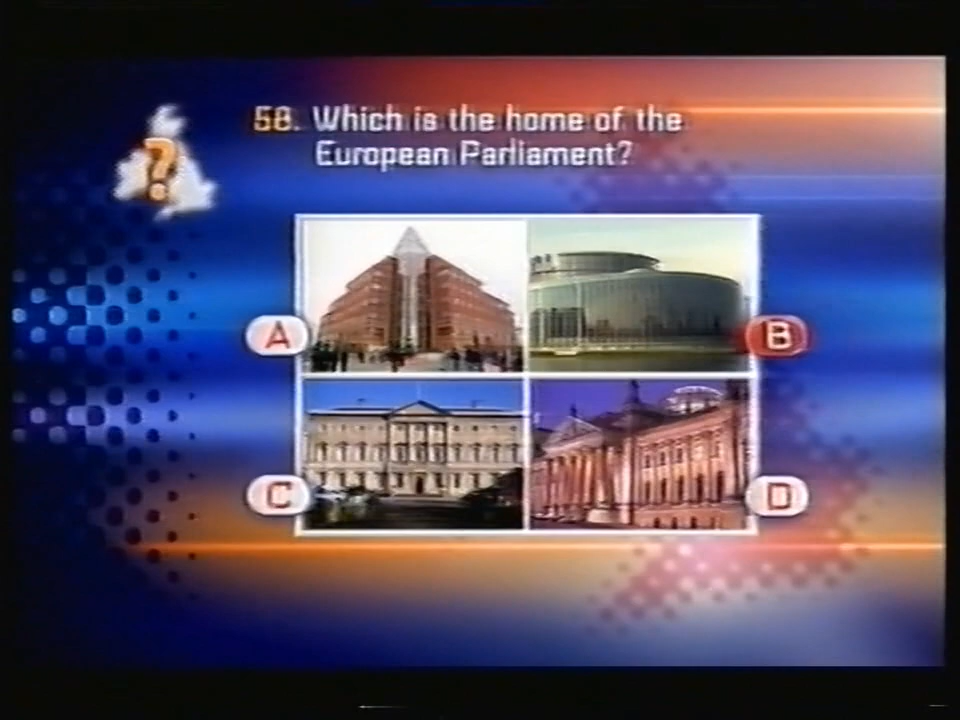 58. Which is the home of the
European Parliament?
?
A
B
C
D